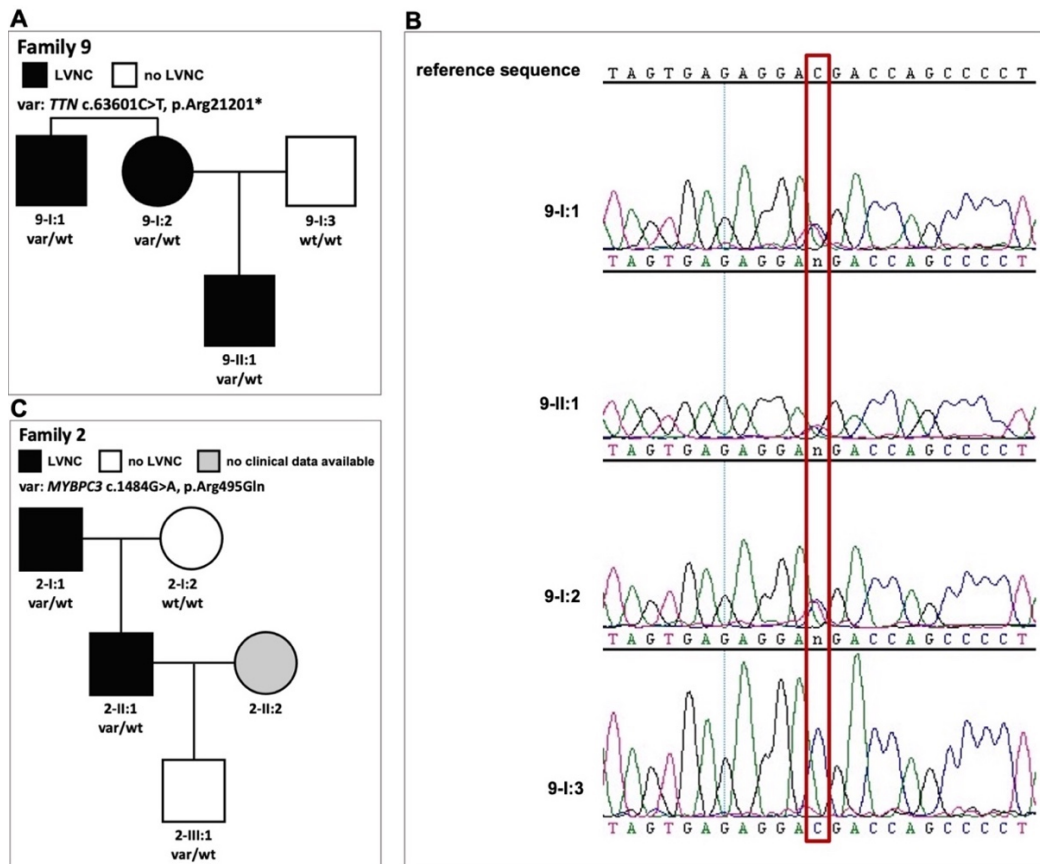 A
Family 9
LVNC no LVNC
var: TTN c.63601C>T, p.Arg21201*
9-I:1 9-I:2 9-I:3
var/wt var/wt wt/wt
9-II:1
var/wt
C
Family 2
LVNC no LVNC no clinical data available
var: MYBPC3 c.1484G>A, p.Arg495Gln
2-I:1 2-I:2
var/wt wt/wt
2-II:1 2-II:2
var/wt
2-III:1
var/wt
B
reference sequence T A G T G A G A G G A C G A C C A G C C C C T
9-I:1
T A G T G A G A G G A n G A C C A G C C C C T
9-II:1
T A G T G A G A G G A n G A C C A G C C C C T
9-I:2
T A G T G A G A G G A n G A C C A G C C C C T
9-I:3
T A G T G A G A G G A C G A C C A G C C C C T